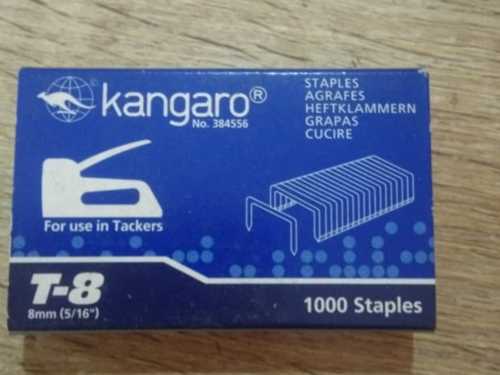 kangaro®
No. 384556
STAPLES
AGRAFES
HEFTKLAMMERN
GRAPAS
CUCIRE
For use in Tackers
T-8
8mm (5/16")
1000 Staples